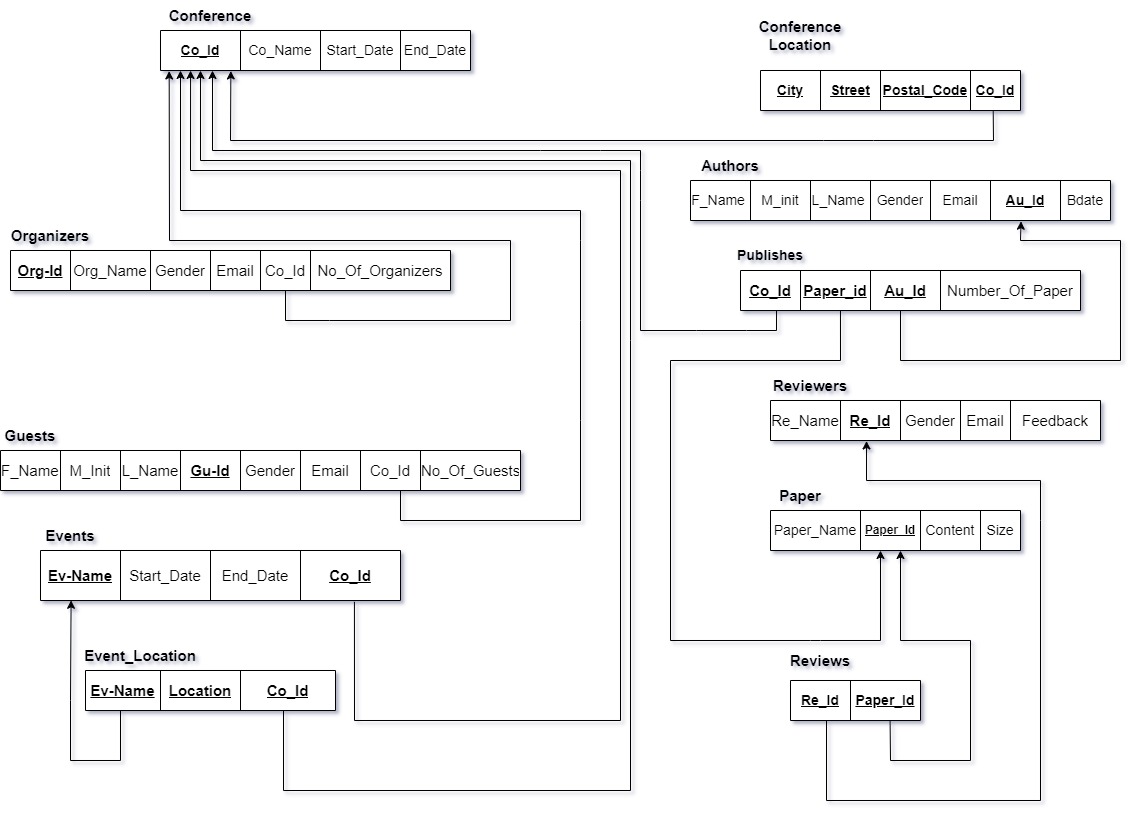 Conference
Co_Id Co_Name Start_Date End_Date
Conference
Location
City Street Postal_Code Co_Id
Authors
F_Name M_init L_Name Gender Email Au_Id Bdate
Organizers
Org-Id Org_Name Gender Email Co_Id No_Of_Organizers
Publishes
Co_Id Paper_id Au_Id Number_Of_Paper
Reviewers
Re_Name Re_Id Gender Email Feedback
Guests
F_Name M_Init L_Name Gu-Id Gender Email Co_Id No_Of_Guests
Paper
Paper_Name Paper_Id Content Size
Events
Ev-Name Start_Date End_Date Co_Id
Event_Location
Ev-Name Location Co_Id
Reviews
Re_Id Paper_Id